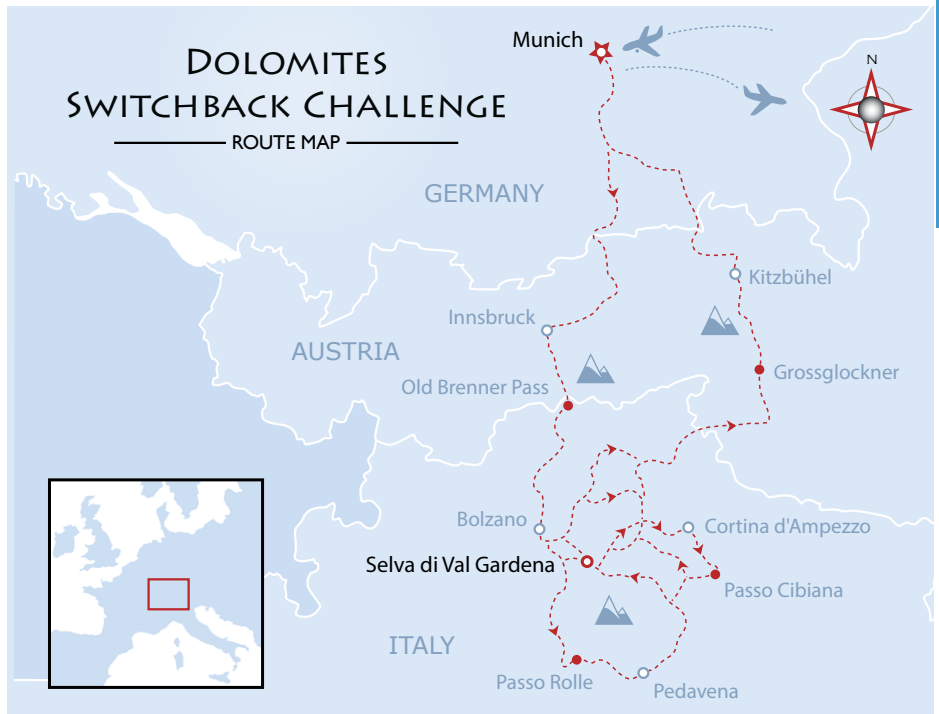 DOLOMITES
SWITCHBACK CHALLENGE
ROUTE MAP
Munich
N
GERMANY
Kitzbühel
Innsbruck
AUSTRIA
Grossglockner
Old Brenner Pass
Bolzano
Cortina d'Ampezzo
Selva di Val Gardena
Passo Cibiana
ITALY
Passo Rolle
Pedavena